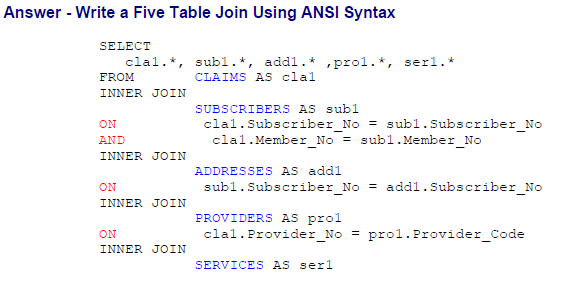 Answer - Write a Five Table Join Using ANSI Syntax
SELECT
cla1.*, sub1.*, add1.* ,pro1.*, ser1.*
FROM CLAIMS AS cla1
INNER JOIN
SUBSCRIBERS AS sub1
ON cla1.Subscriber_No = sub1.Subscriber_No
AND cla1.Member_No = sub1.Member_No
INNER JOIN
ADDRESSES AS add1
ON sub1.Subscriber_No = add1.Subscriber_No
INNER JOIN
PROVIDERS AS pro1
ON cla1.Provider_No = pro1.Provider_Code
INNER JOIN
SERVICES AS ser1